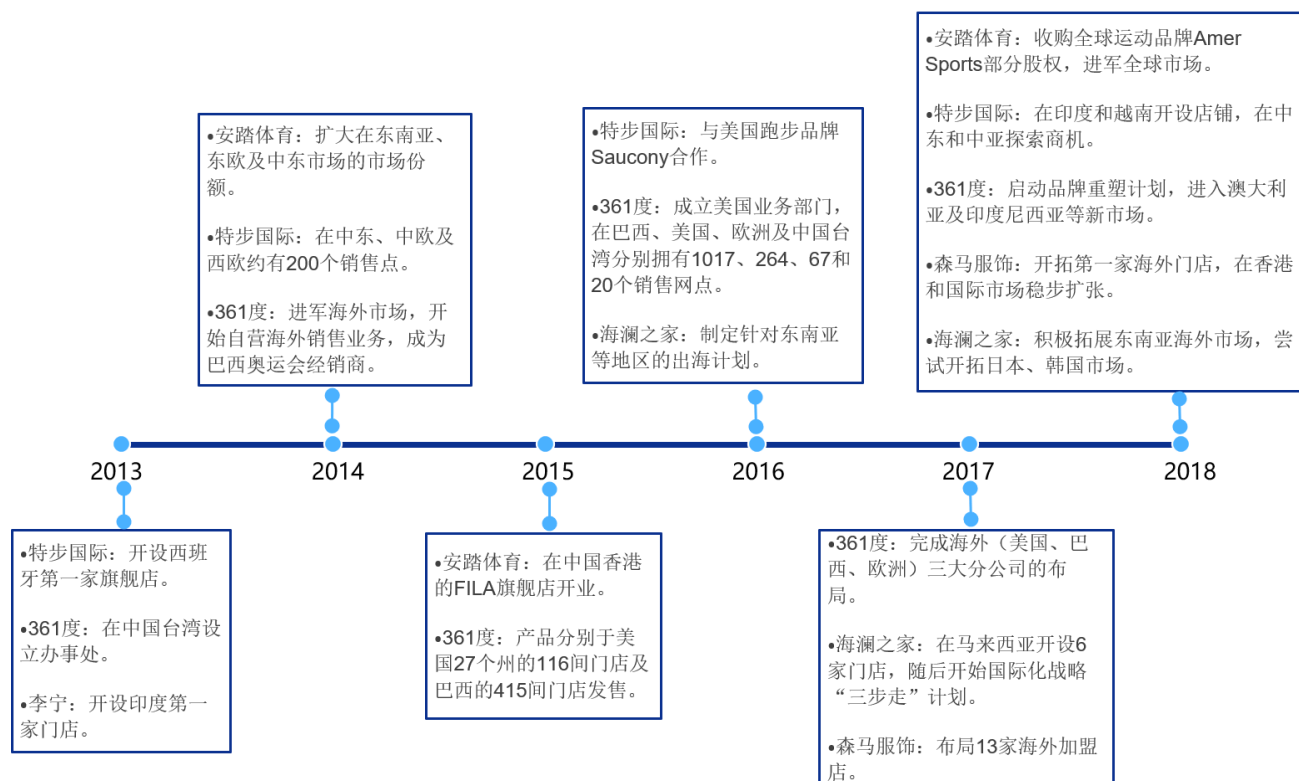 •安踏体育：扩大在东南亚、
东欧及中东市场的市场份
额。
•特步国际：在中东、中欧及
西欧约有200个销售点。
•361度：进军海外市场，开
始自营海外销售业务，成为
巴西奥运会经销商。
•特步国际：与美国跑步品牌
Saucony合作。
•361度：成立美国业务部门，
在巴西、美国、欧洲及中国台
湾分别拥有1017、264、67和
20个销售网点。
•海澜之家：制定针对东南亚
等地区的出海计划。
•安踏体育：收购全球运动品牌Amer
Sports部分股权，进军全球市场。
•特步国际：在印度和越南开设店铺，在中
东和中亚探索商机。
•361度：启动品牌重塑计划，进入澳大利
亚及印度尼西亚等新市场。
•森马服饰：开拓第一家海外门店，在香港
和国际市场稳步扩张。
•海澜之家：积极拓展东南亚海外市场，尝
试开拓日本、韩国市场。
2013
2014
2015
2016
2017
2018
•特步国际：开设西班
牙第一家旗舰店。
•361度：在中国台湾设
立办事处。
•李宁：开设印度第一
家门店。
•安踏体育：在中国香港
的FILA旗舰店开业。
•361度：产品分别于美
国27个州的116间门店及
巴西的415间门店发售。
•361度：完成海外（美国、巴
西、欧洲）三大分公司的布
局。
•海澜之家：在马来西亚开设6
家门店，随后开始国际化战略
“三步走”计划。
•森马服饰：布局13家海外加盟
店。